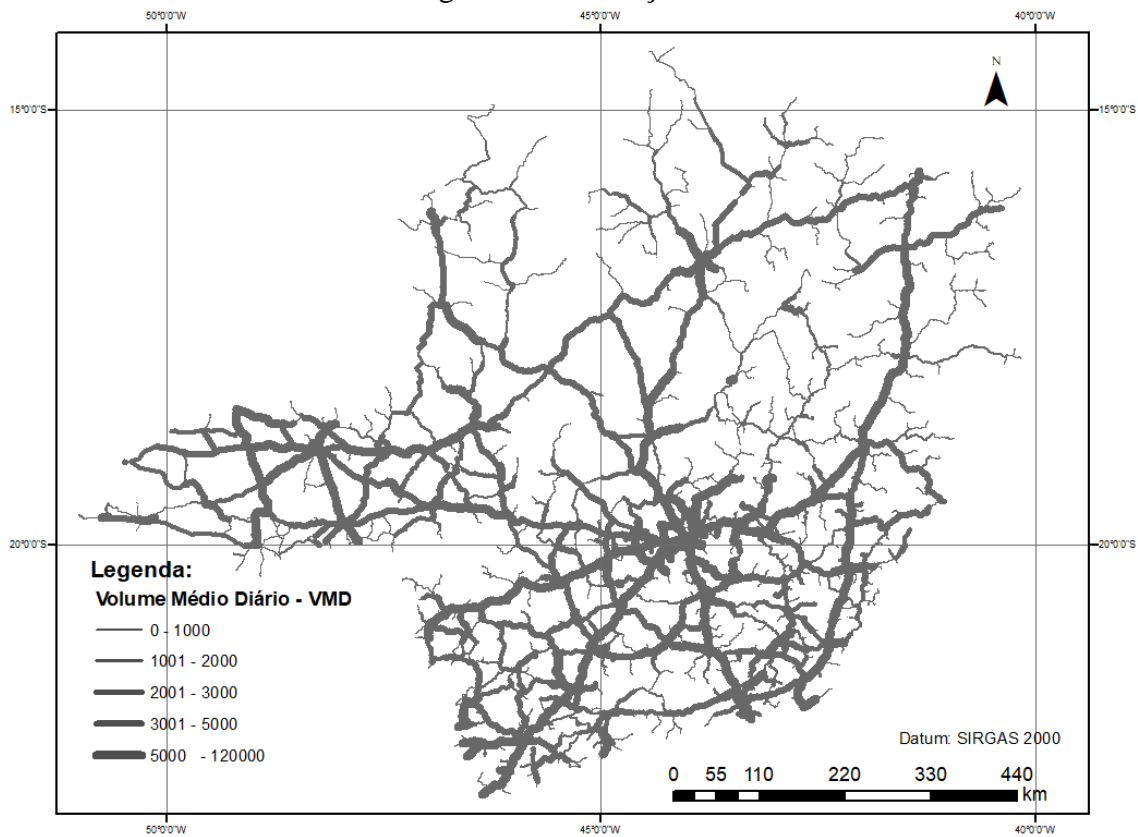 50°0'0"W 45°0'0"W 40°0'0"W
N
15°0'0"S 15°0'0"S
20°0'0"S 20°0'0"S
Legenda:
Volume Médio Diário - VMD
0 - 1000
1001 - 2000
2001 - 3000
3001 - 5000
5000 - 120000
Datum: SIRGAS 2000
0 55 110 220 330 440
km
50°0'0"W 45°0'0"W 40°0'0"W